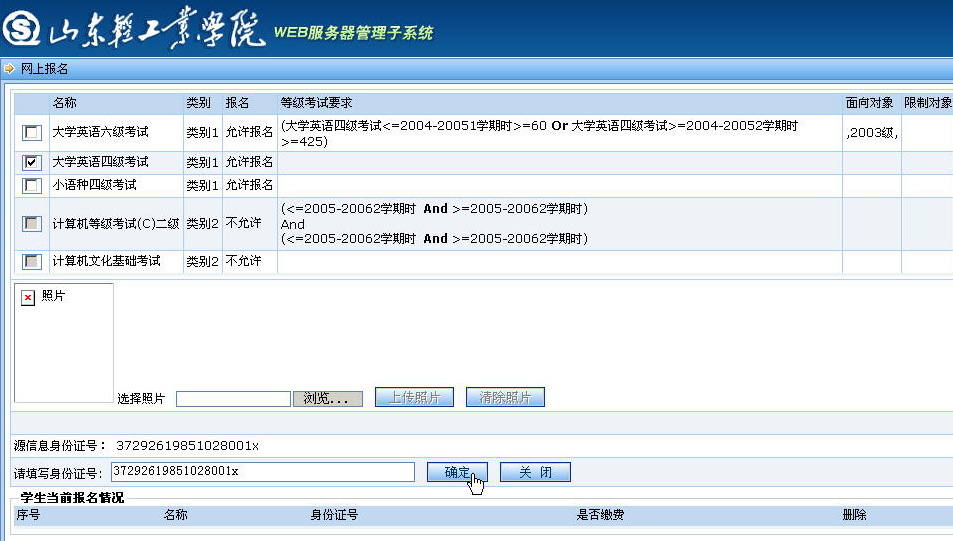 山东轻工业学院 WEB服务器管理子系统
网上报名
名称 类别 报名 等级考试要求 面向对象 限制对象
大学英语六级考试 类别1 允许报名 (大学英语四级考试<=2004-20051学期时>=60 Or 大学英语四级考试>=2004-20052学期时
>=425) ,2003级,
大学英语四级考试 类别1 允许报名
小语种四级考试 类别1 允许报名
(<=2005-20062学期时 And >=2005-20062学期时)
计算机等级考试(C)二级 类别2 不允许 And
(<=2005-20062学期时 And >=2005-20062学期时)
计算机文化基础考试 类别2 不允许
照片
选择照片 浏览... 上传照片 清除照片
源信息身份证号： 37292619851028001x
请填写身份证号: 37292619851028001x 确定 关 闭
学生当前报名情况
序号 名称 身份证号 是否缴费 删除